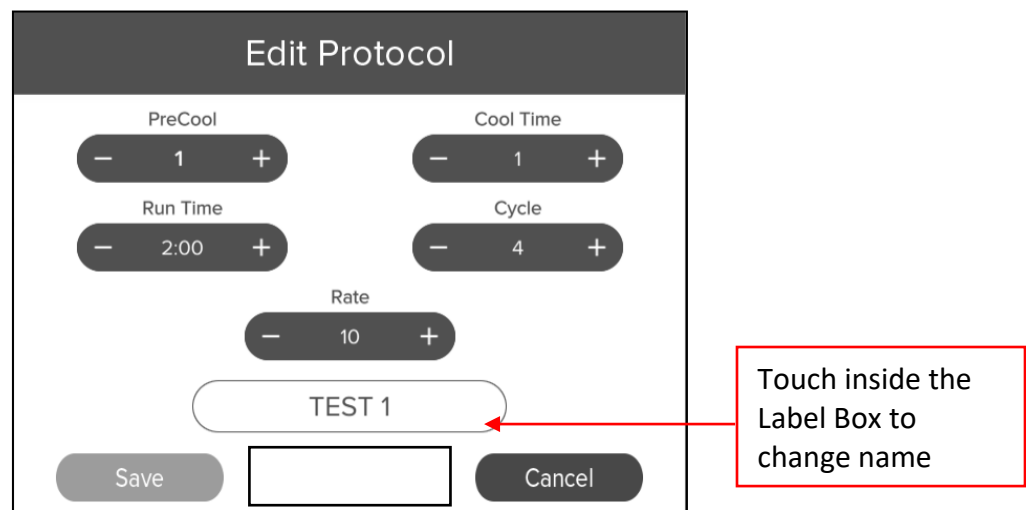 Edit Protocol
PreCool
Cool Time
− 1 +
− 1 +
Run Time
Cycle
− 2:00 +
− 4 +
Rate
− 10 +
TEST 1
Touch inside the
Label Box to
change name
Save
Cancel